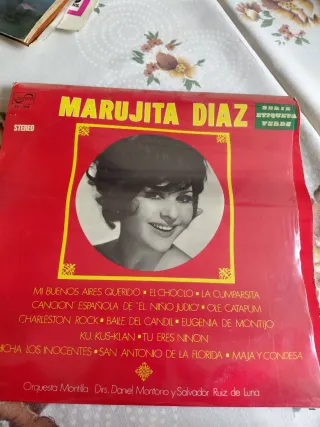 MARUJITA DIAZ
SERIE
ETIQUETA
VERDE
STEREO
MI BUENOS AIRES QUERIDO • EL CHOCLO • LA CUMPARSITA
CANCION ESPAÑOLA DE "EL NIÑO JUDIO" • OLE CATAPUM
CHARLESTON ROCK • BAILE DEL CANDIL • EUGENIA DE MONTIJO
KU, KUS-KLAN • TU ERES NINON
LOS INOCENTES • SAN ANTONIO DE LA FLORIDA • MAJA Y CONDESA
Orquesta Montilla Dirs. Daniel Montorio y Salvador Ruiz de Luna